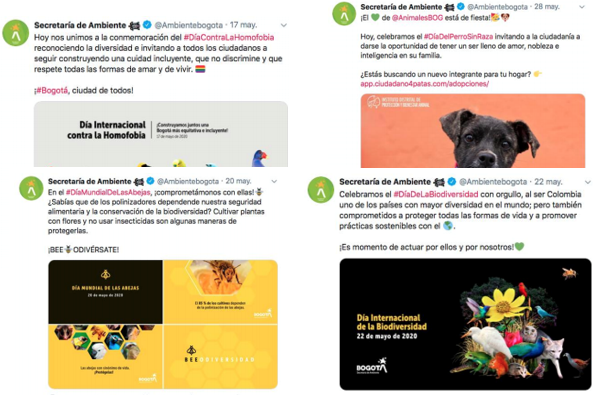 Secretaría de Ambiente @Ambientebogota · 17 may.
Hoy nos unimos a la conmemoración del #DíaContraLaHomofobia
reconociendo la diversidad e invitando a todos los ciudadanos a
seguir construyendo una cuidad incluyente, que no discrimine y que
respete todas las formas de amar y de vivir.
¡#Bogotá, ciudad de todos!
Día Internacional
contra la Homofobia
¡Construyamos juntos una
Bogotá más equitativa e incluyente!
17 de mayo de 2020
Secretaría de Ambiente @Ambientebogota · 28 may.
¡El 💚 de @AnimalesBOG está de fiesta!
Hoy, celebramos el #DíaDelPerroSinRaza invitando a la ciudadanía a
darse la oportunidad de tener un ser lleno de amor, nobleza e
inteligencia en su familia.
¿Estás buscando un nuevo integrante para tu hogar? 👉
app.ciudadano4patas.com/adopciones/
INSTITUTO DISTRITAL DE
PROTECCIÓN Y BIENESTAR ANIMAL
Secretaría de Ambiente @Ambientebogota · 20 may.
En el #DíaMundialDeLasAbejas, ¡comprometámonos con ellas!
¿Sabías que de los polinizadores dependende nuestra seguridad
alimentaria y la conservación de la biodiversidad? Cultivar plantas
con flores y no usar insecticidas son algunas maneras de
protegerlas.
¡BEE ODIVÉRSATE!
DÍA MUNDIAL DE LAS ABEJAS
20 de mayo de 2020
El 80 % de los cultivos dependen
de la polinización de las abejas.
BOGOTÁ
Las abejas son sinónimo de vida.
¡Protégelas!
BOGOTÁ
BEEODIVERSIDAD
BOGOTÁ
Secretaría de Ambiente @Ambientebogota · 22 may.
Celebramos el #DíaDeLaBiodiversidad con orgullo, al ser Colombia
uno de los países con mayor diversidad en el mundo; pero también
comprometidos a proteger todas las formas de vida y a promover
prácticas sostenibles con el 🌎.
¡Es momento de actuar por ellos y por nosotros!💚
Día Internacional
de la Biodiversidad
22 de mayo de 2020
BOGOTÁ